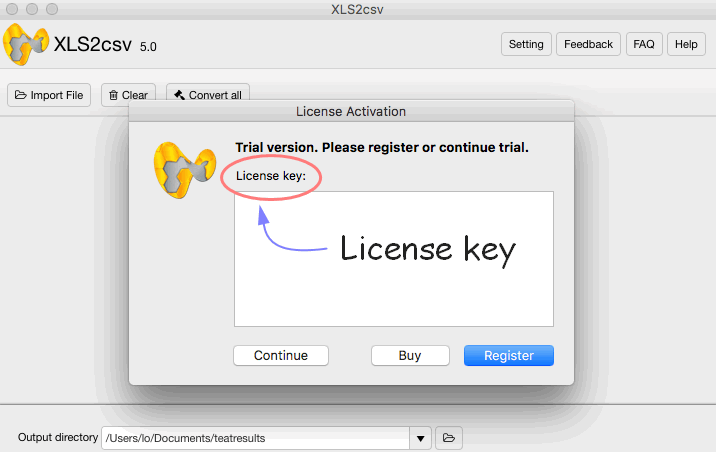 XLS2csv
XLS2csv 5.0
Setting Feedback FAQ Help
Import File Clear Convert all
License Activation
Trial version. Please register or continue trial.
License key:
License key
Continue Buy Register
Output directory /Users/lo/Documents/teatresults